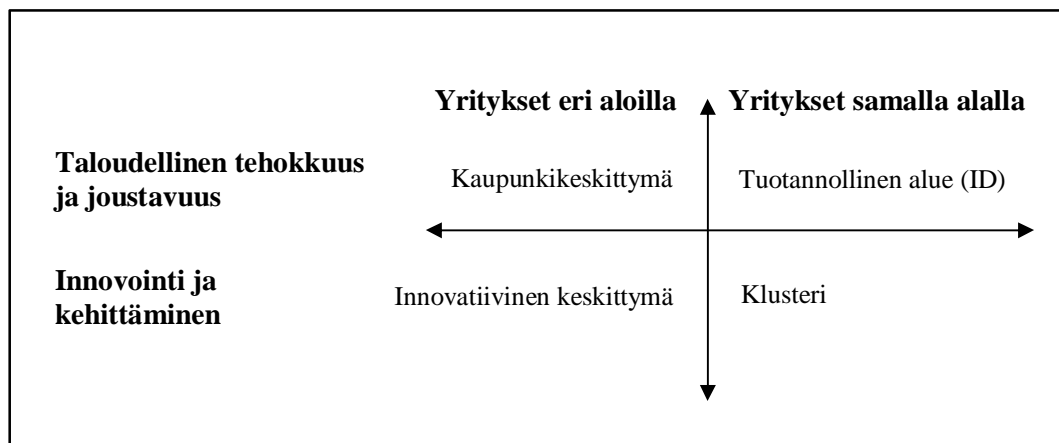 Yritykset eri aloilla
Yritykset samalla alalla
Taloudellinen tehokkuus
ja joustavuus
Kaupunkikeskittymä
Tuotannollinen alue (ID)
Innovointi ja
kehittäminen
Innovatiivinen keskittymä
Klusteri